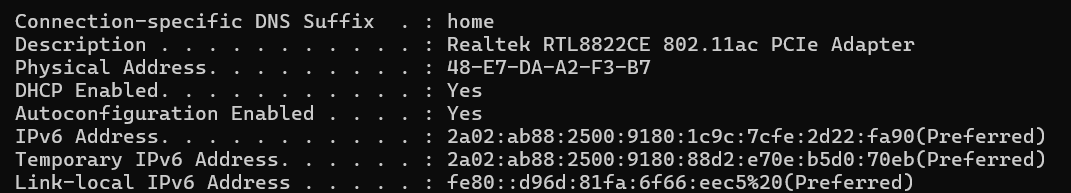 Connection-specific DNS Suffix  . : home
Description . . . . . . . . . . . : Realtek RTL8822CE 802.11ac PCIe Adapter
Physical Address. . . . . . . . . : 48-E7-DA-A2-F3-B7
DHCP Enabled. . . . . . . . . . . : Yes
Autoconfiguration Enabled . . . . : Yes
IPv6 Address. . . . . . . . . . . : 2a02:ab88:2500:9180:1c9c:7cfe:2d22:fa90(Preferred)
Temporary IPv6 Address. . . . . . : 2a02:ab88:2500:9180:88d2:e70e:b5d0:70eb(Preferred)
Link-local IPv6 Address . . . . . : fe80::d96d:81fa:6f66:eec5%20(Preferred)